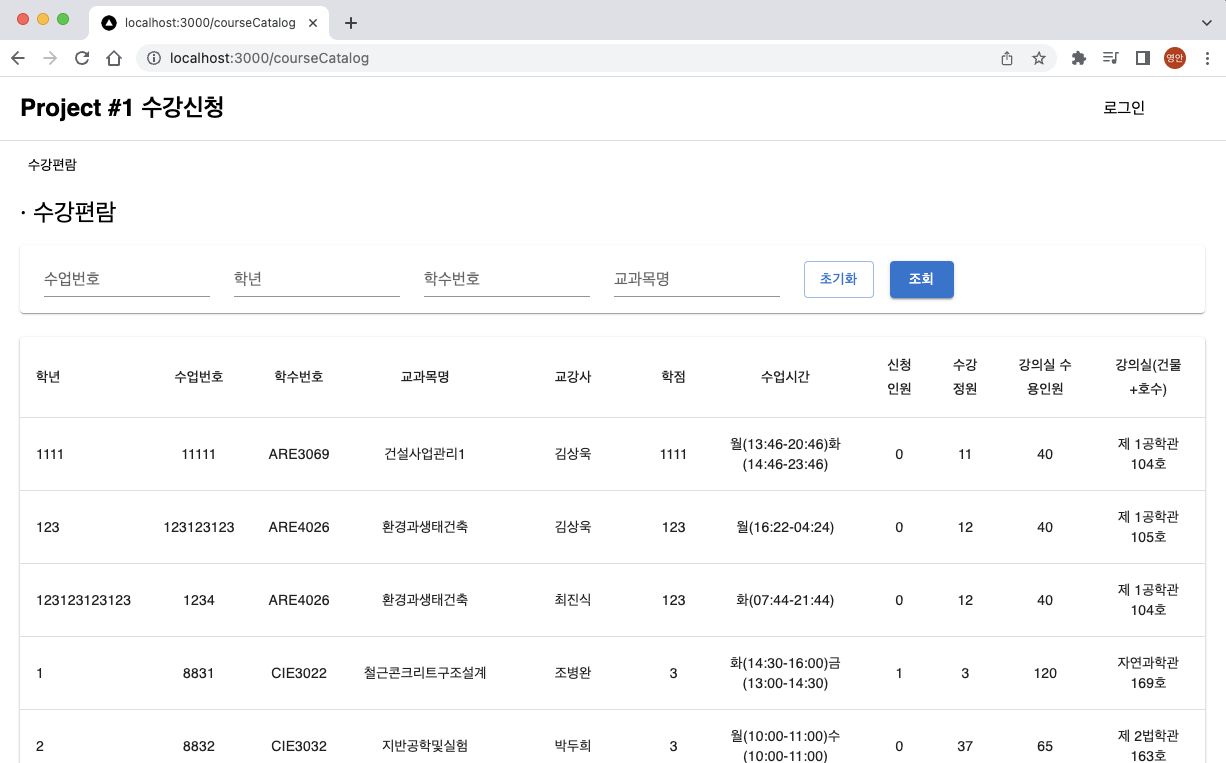 localhost:3000/courseCatalog
localhost:3000/courseCatalog
영안
Project #1 수강신청
로그인
수강편람
· 수강편람
수업번호 학년 학수번호 교과목명 초기화 조회
학년 수업번호 학수번호 교과목명 교강사 학점 수업시간 신청 인원 수강 정원 강의실 수용인원 강의실(건물+호수)
1111 11111 ARE3069 건설사업관리1 김상욱 1111 월(13:46-20:46)화(14:46-23:46) 0 11 40 제 1공학관 104호
123 123123123 ARE4026 환경과생태건축 김상욱 123 월(16:22-04:24) 0 12 40 제 1공학관 105호
123123123123 1234 ARE4026 환경과생태건축 최진식 123 화(07:44-21:44) 0 12 40 제 1공학관 104호
1 8831 CIE3022 철근콘크리트구조설계 조병완 3 화(14:30-16:00)금(13:00-14:30) 1 3 120 자연과학관 169호
2 8832 CIE3032 지반공학및실험 박두희 3 월(10:00-11:00)수(10:00-11:00) 0 37 65 제 2법학관 163호